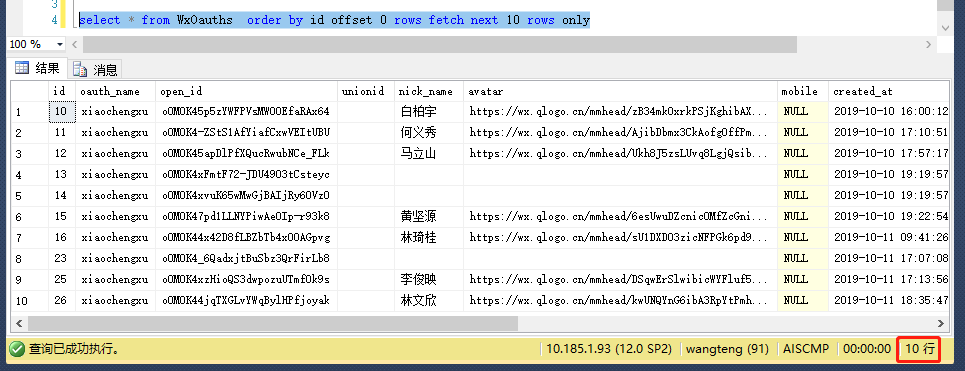 3
4 select * from WxOauths order by id offset 0 rows fetch next 10 rows only
100 %
结果 消息
id oauth_name open_id unionid nick_name avatar mobile created_at
1 10 xiaochengxu oOMOK45p5zYWFPVsMWOOEfaRAx64 白柏宇 https://wx.qlogo.cn/mmhead/zB34mkOxrkPSjKghibAX... NULL 2019-10-10 16:00:12
2 11 xiaochengxu oOMOK4-ZStS1AfYiafCxwVEItUBU 何义秀 https://wx.qlogo.cn/mmhead/AjibDbmx3CkAofgOffPm... NULL 2019-10-10 17:10:51
3 12 xiaochengxu oOMOK45apDlPfXQucRwubNCe_FLk 马立山 https://wx.qlogo.cn/mmhead/Ukh8J5zsLUvq8LgjQsib... NULL 2019-10-10 17:57:17
4 13 xiaochengxu oOMOK4xFmtF72-JDU49O3tCsteyc NULL 2019-10-10 19:19:57
5 14 xiaochengxu oOMOK4xvuK65wMwGjBAIjRy6OVzO NULL 2019-10-10 19:19:57
6 15 xiaochengxu oOMOK47pd1LLNYPiwAeOIp-r93k8 黄坚源 https://wx.qlogo.cn/mmhead/6esUwuDZcnicOMfZcGni... NULL 2019-10-10 19:22:54
7 16 xiaochengxu oOMOK44x42D8fLBZbTb4xOOAGpvg 林琦桂 https://wx.qlogo.cn/mmhead/sU1DXDO3zicNFPGk6pd9... NULL 2019-10-11 09:41:26
8 23 xiaochengxu oOMOK4_6QadxjtBuSbz3QrFirLb8 NULL 2019-10-11 17:07:08
9 25 xiaochengxu oOMOK4xzHioQS3dwpozuUTmfOk9s 李俊映 https://wx.qlogo.cn/mmhead/DSqwErSlwibicWYFluf5... NULL 2019-10-11 17:13:56
10 26 xiaochengxu oOMOK44jqTXGLvYWqBylHPfjoyak 林文欣 https://wx.qlogo.cn/mmhead/kwUNQYnG6ibA3RpYtPmh... NULL 2019-10-11 18:35:47
查询已成功执行。 10.185.1.93 (12.0 SP2) wangteng (91) AISCMP 00:00:00 10 行